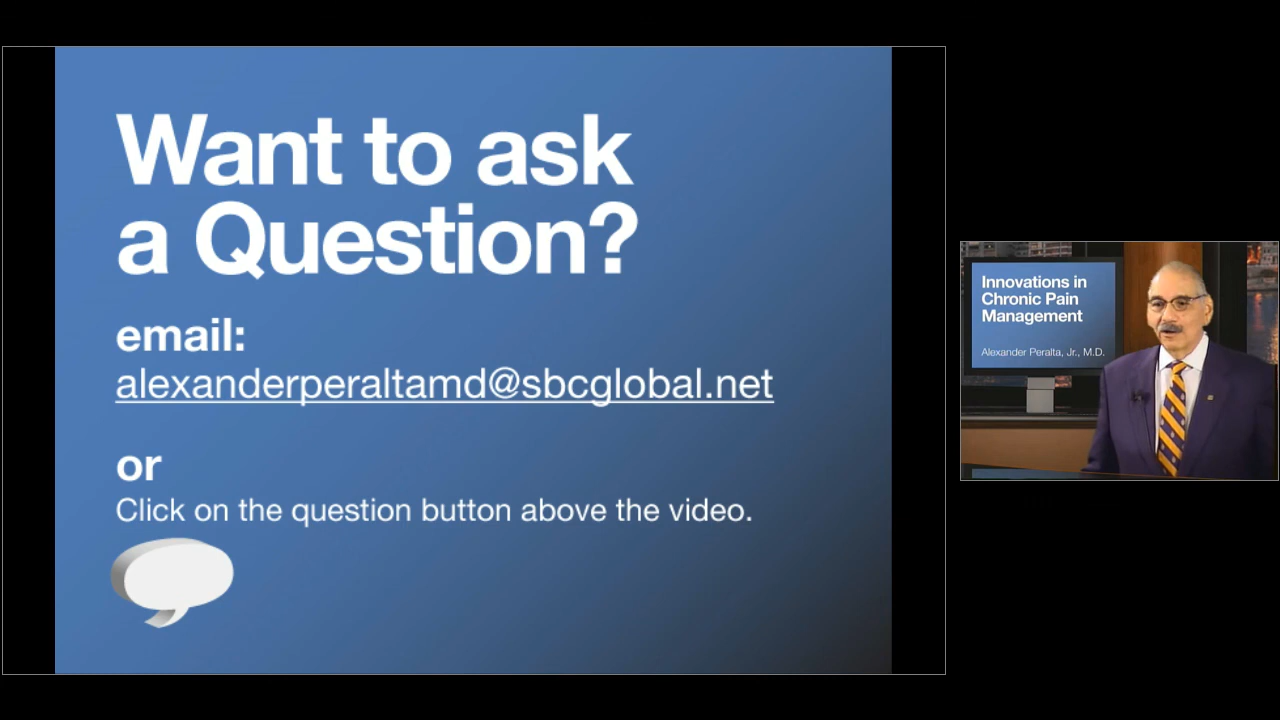 Want to ask
a Question?
email:
alexanderperaltamd@sbcglobal.net
or
Click on the question button above the video.
Innovations in
Chronic Pain
Management
Alexander Peralta, Jr., M.D.